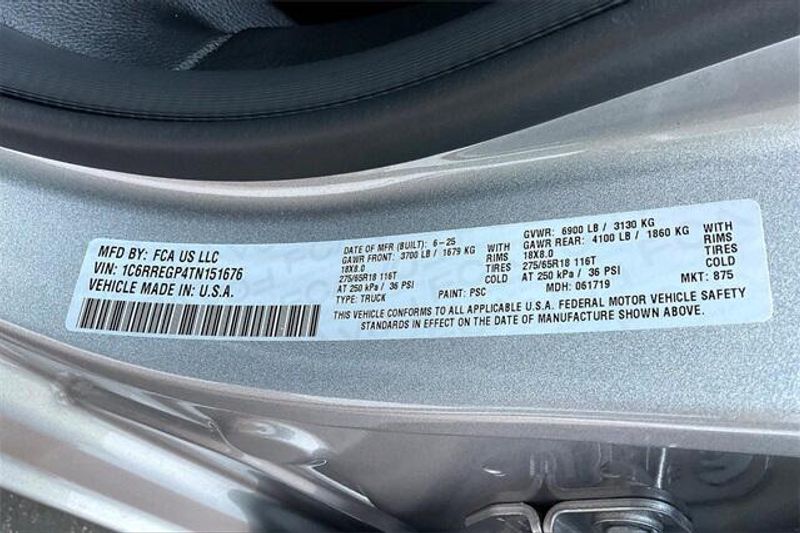 MFD BY: FCA US LLC
VIN: 1C6RREGP4TN151676
VEHICLE MADE IN: U.S.A.
DATE OF MFR (BUILT): 6-25 GVWR: 6900 LB / 3130 KG
GAWR FRONT: 3700 LB / 1679 KG WITH GAWR REAR: 4100 LB / 1860 KG WITH
18X8.0 RIMS 18X8.0 RIMS
275/65R18 116T TIRES 275/65R18 116T TIRES
AT 250 kPa / 36 PSI COLD AT 250 kPa / 36 PSI COLD
TYPE: TRUCK PAINT: PSC MDH: 061719 MKT: 875
THIS VEHICLE CONFORMS TO ALL APPLICABLE U.S.A. FEDERAL MOTOR VEHICLE SAFETY
STANDARDS IN EFFECT ON THE DATE OF MANUFACTURE SHOWN ABOVE.